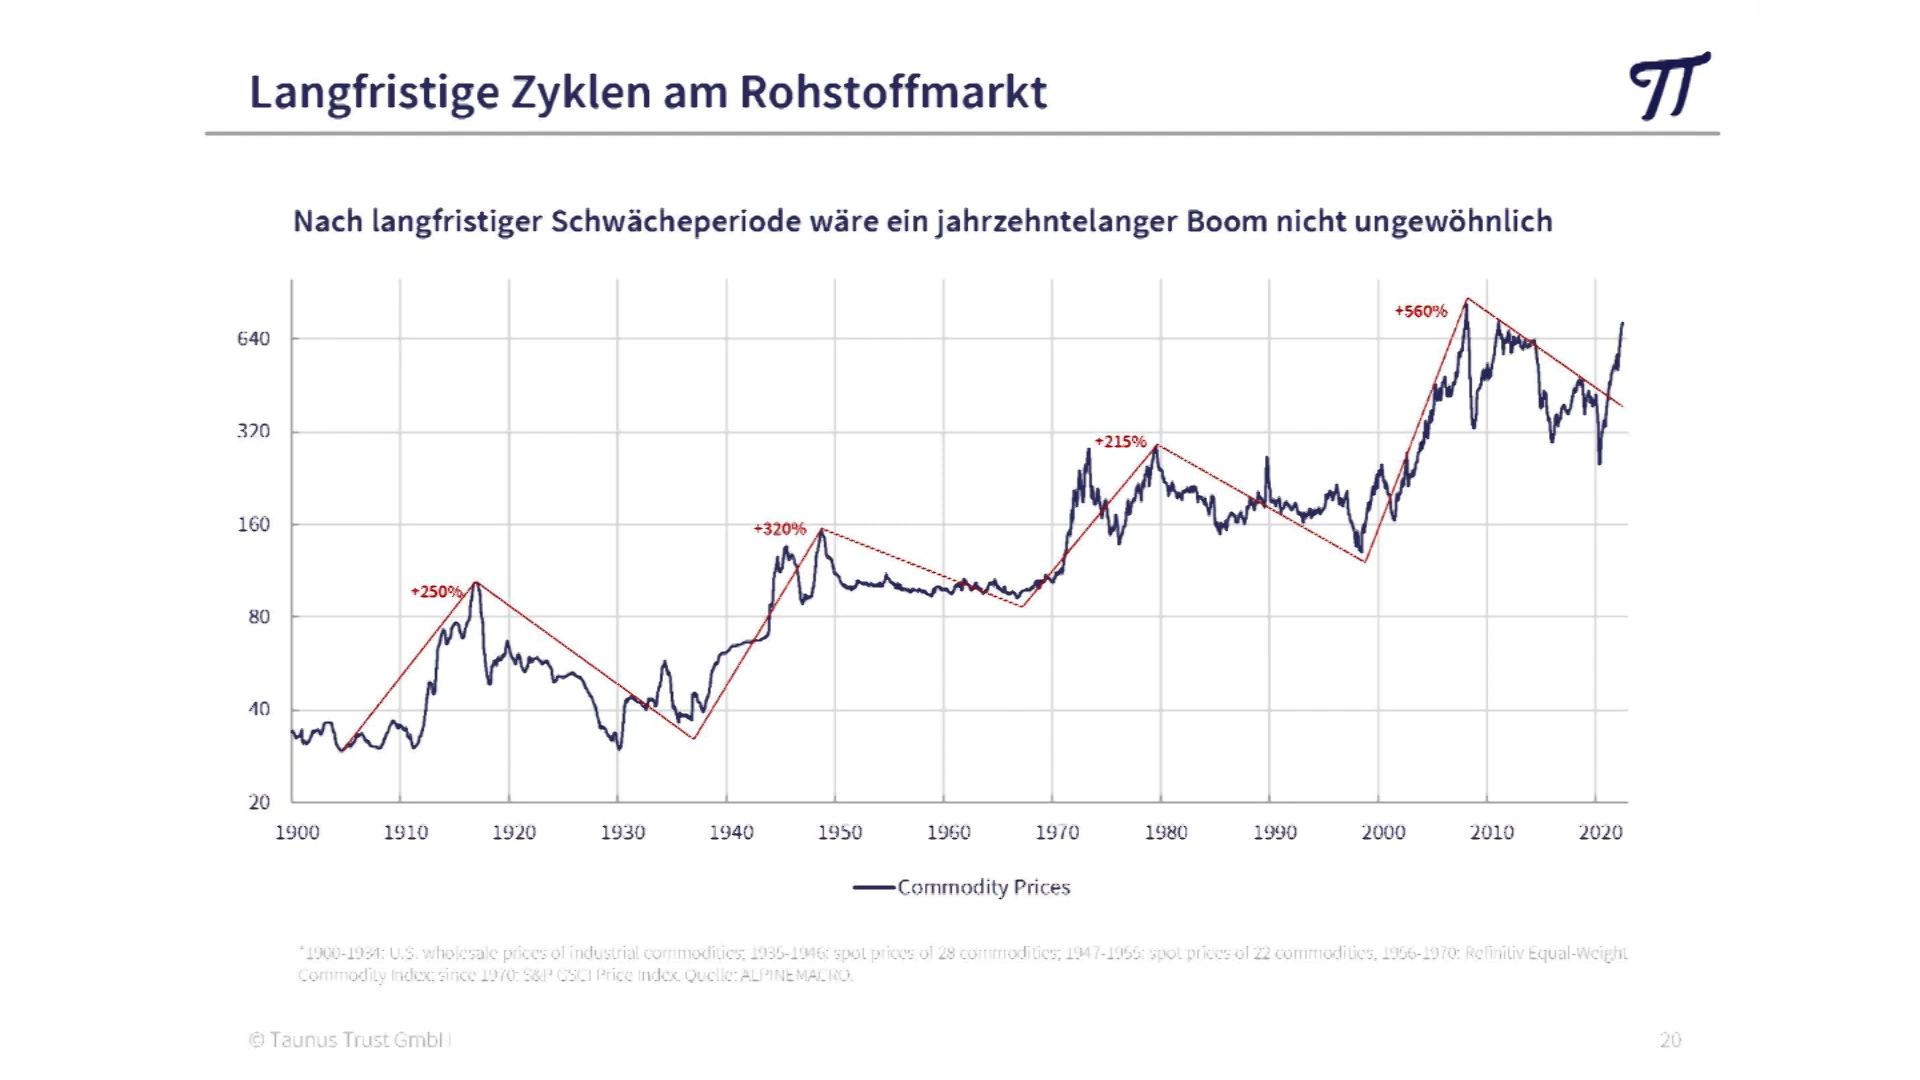 Langfristige Zyklen am Rohstoffmarkt
Nach langfristiger Schwächeperiode wäre ein jahrzehntelanger Boom nicht ungewöhnlich
+560%
640
320
+215%
160
+320%
+250%
80
40
20
1900 1910 1920 1930 1940 1950 1960 1970 1980 1990 2000 2010 2020
Commodity Prices
*1900-1934: U.S. wholesale prices of industrial commodities; 1935-1946: spot prices of 28 commodities; 1947-1955: spot prices of 22 commodities, 1956-1970: Refinitiv Equal-Weight
Commodity Index; since 1970: S&P GSCI Price Index. Quelle: ALPINEMACRO.
© Taunus Trust GmbH
20